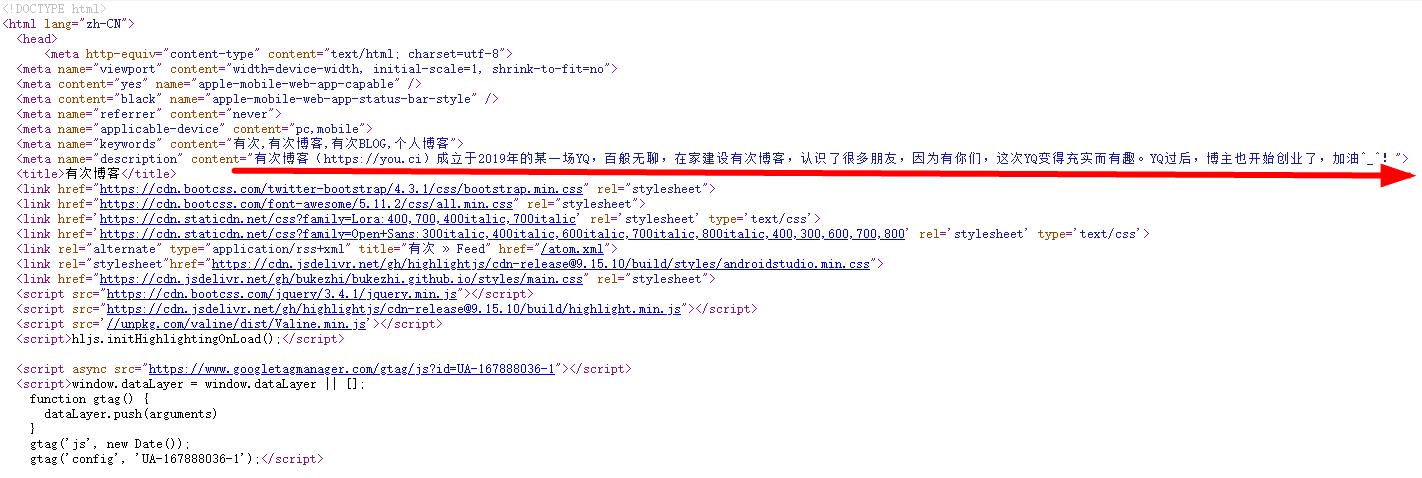 <!DOCTYPE html>
<html lang="zh-CN">
<head>
<meta http-equiv="content-type" content="text/html; charset=utf-8">
<meta name="viewport" content="width=device-width, initial-scale=1, shrink-to-fit=no">
<meta content="yes" name="apple-mobile-web-app-capable" />
<meta content="black" name="apple-mobile-web-app-status-bar-style" />
<meta name="referrer" content="never">
<meta name="applicable-device" content="pc,mobile">
<meta name="keywords" content="有次,有次博客,有次BLOG,个人博客">
<meta name="description" content="有次博客（https://you.ci）成立于2019年的某一场YQ，百般无聊，在家建设有次博客，认识了很多朋友，因为有你们，这次YQ变得充实而有趣。YQ过后，博主也开始创业了，加油^_^！">
<title>有次博客</title>
<link href="https://cdn.bootcss.com/twitter-bootstrap/4.3.1/css/bootstrap.min.css" rel="stylesheet">
<link href="https://cdn.bootcss.com/font-awesome/5.11.2/css/all.min.css" rel="stylesheet">
<link href='https://cdn.staticdn.net/css?family=Lora:400,700,400italic,700italic' rel='stylesheet' type='text/css'>
<link href='https://cdn.staticdn.net/css?family=Open+Sans:300italic,400italic,600italic,700italic,800italic,400,300,600,700,800' rel='stylesheet' type='text/css'>
<link rel="alternate" type="application/rss+xml" title="有次 » Feed" href="/atom.xml">
<link rel="stylesheet"href="https://cdn.jsdelivr.net/gh/highlightjs/cdn-release@9.15.10/build/styles/androidstudio.min.css">
<link href="https://cdn.jsdelivr.net/gh/bukezhi/bukezhi.github.io/styles/main.css" rel="stylesheet">
<script src="https://cdn.bootcss.com/jquery/3.4.1/jquery.min.js"></script>
<script src="https://cdn.jsdelivr.net/gh/highlightjs/cdn-release@9.15.10/build/highlight.min.js"></script>
<script src='//unpkg.com/valine/dist/Valine.min.js'></script>
<script>hljs.initHighlightingOnLoad();</script>
<script async src="https://www.googletagmanager.com/gtag/js?id=UA-167888036-1"></script>
<script>window.dataLayer = window.dataLayer || [];
function gtag() {
dataLayer.push(arguments)
}
gtag('js', new Date());
gtag('config', 'UA-167888036-1');</script>